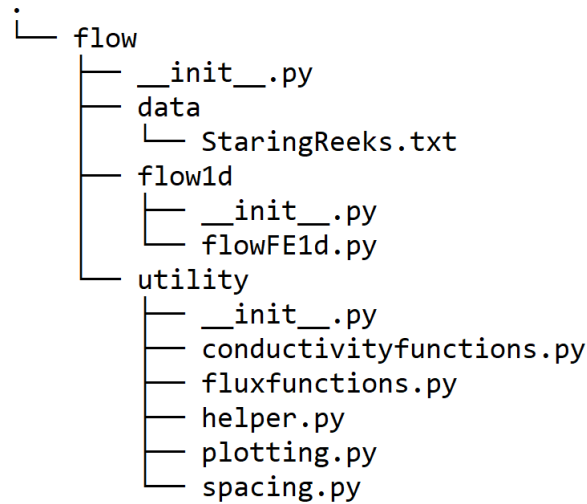 .
└── flow
    ├── __init__.py
    ├── data
    │   └── StaringReeks.txt
    ├── flow1d
    │   ├── __init__.py
    │   └── flowFE1d.py
    └── utility
        ├── __init__.py
        ├── conductivityfunctions.py
        ├── fluxfunctions.py
        ├── helper.py
        ├── plotting.py
        └── spacing.py